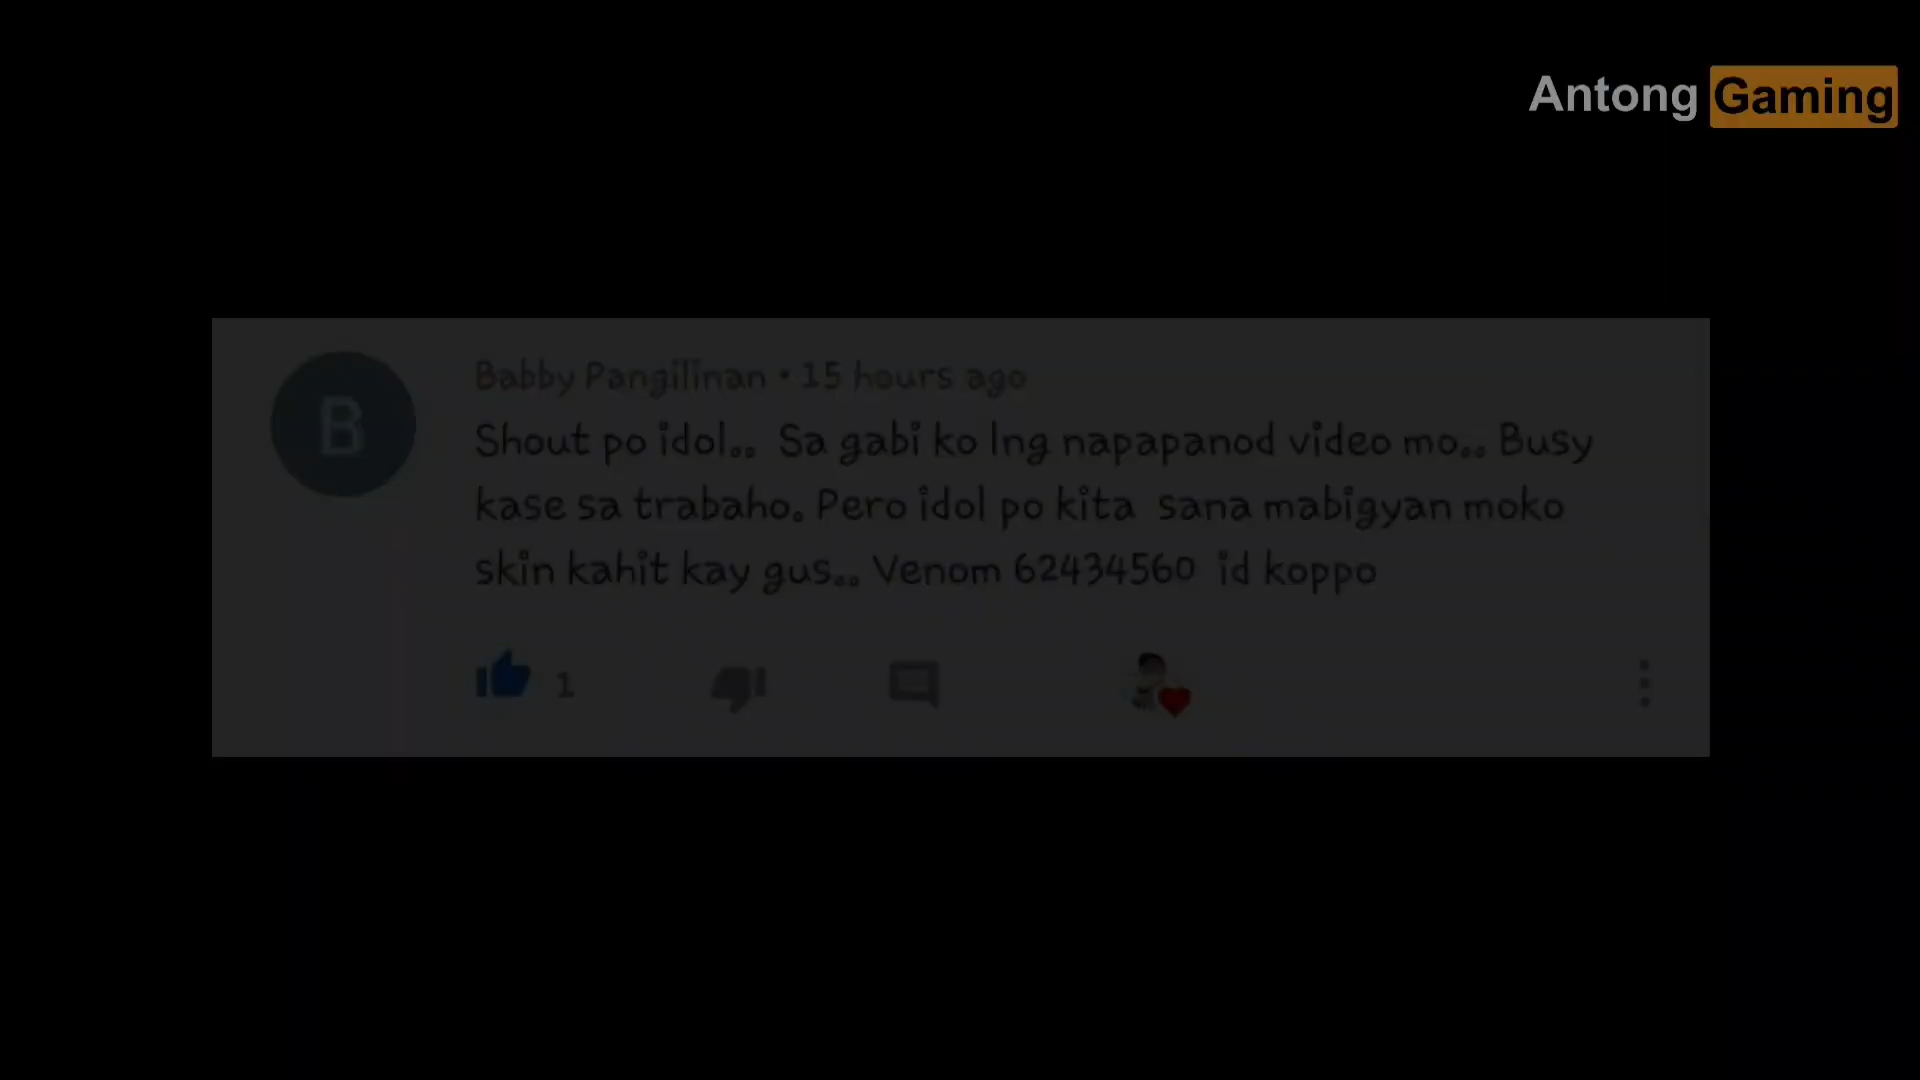 Antong Gaming
B
Babby Pangilinan • 15 hours ago
Shout po idol.. Sa gabi ko lng napapanod video mo.. Busy
kase sa trabaho. Pero idol po kita sana mabigyan moko
skin kahit kay gus.. Venom 62434560 id koppo
1